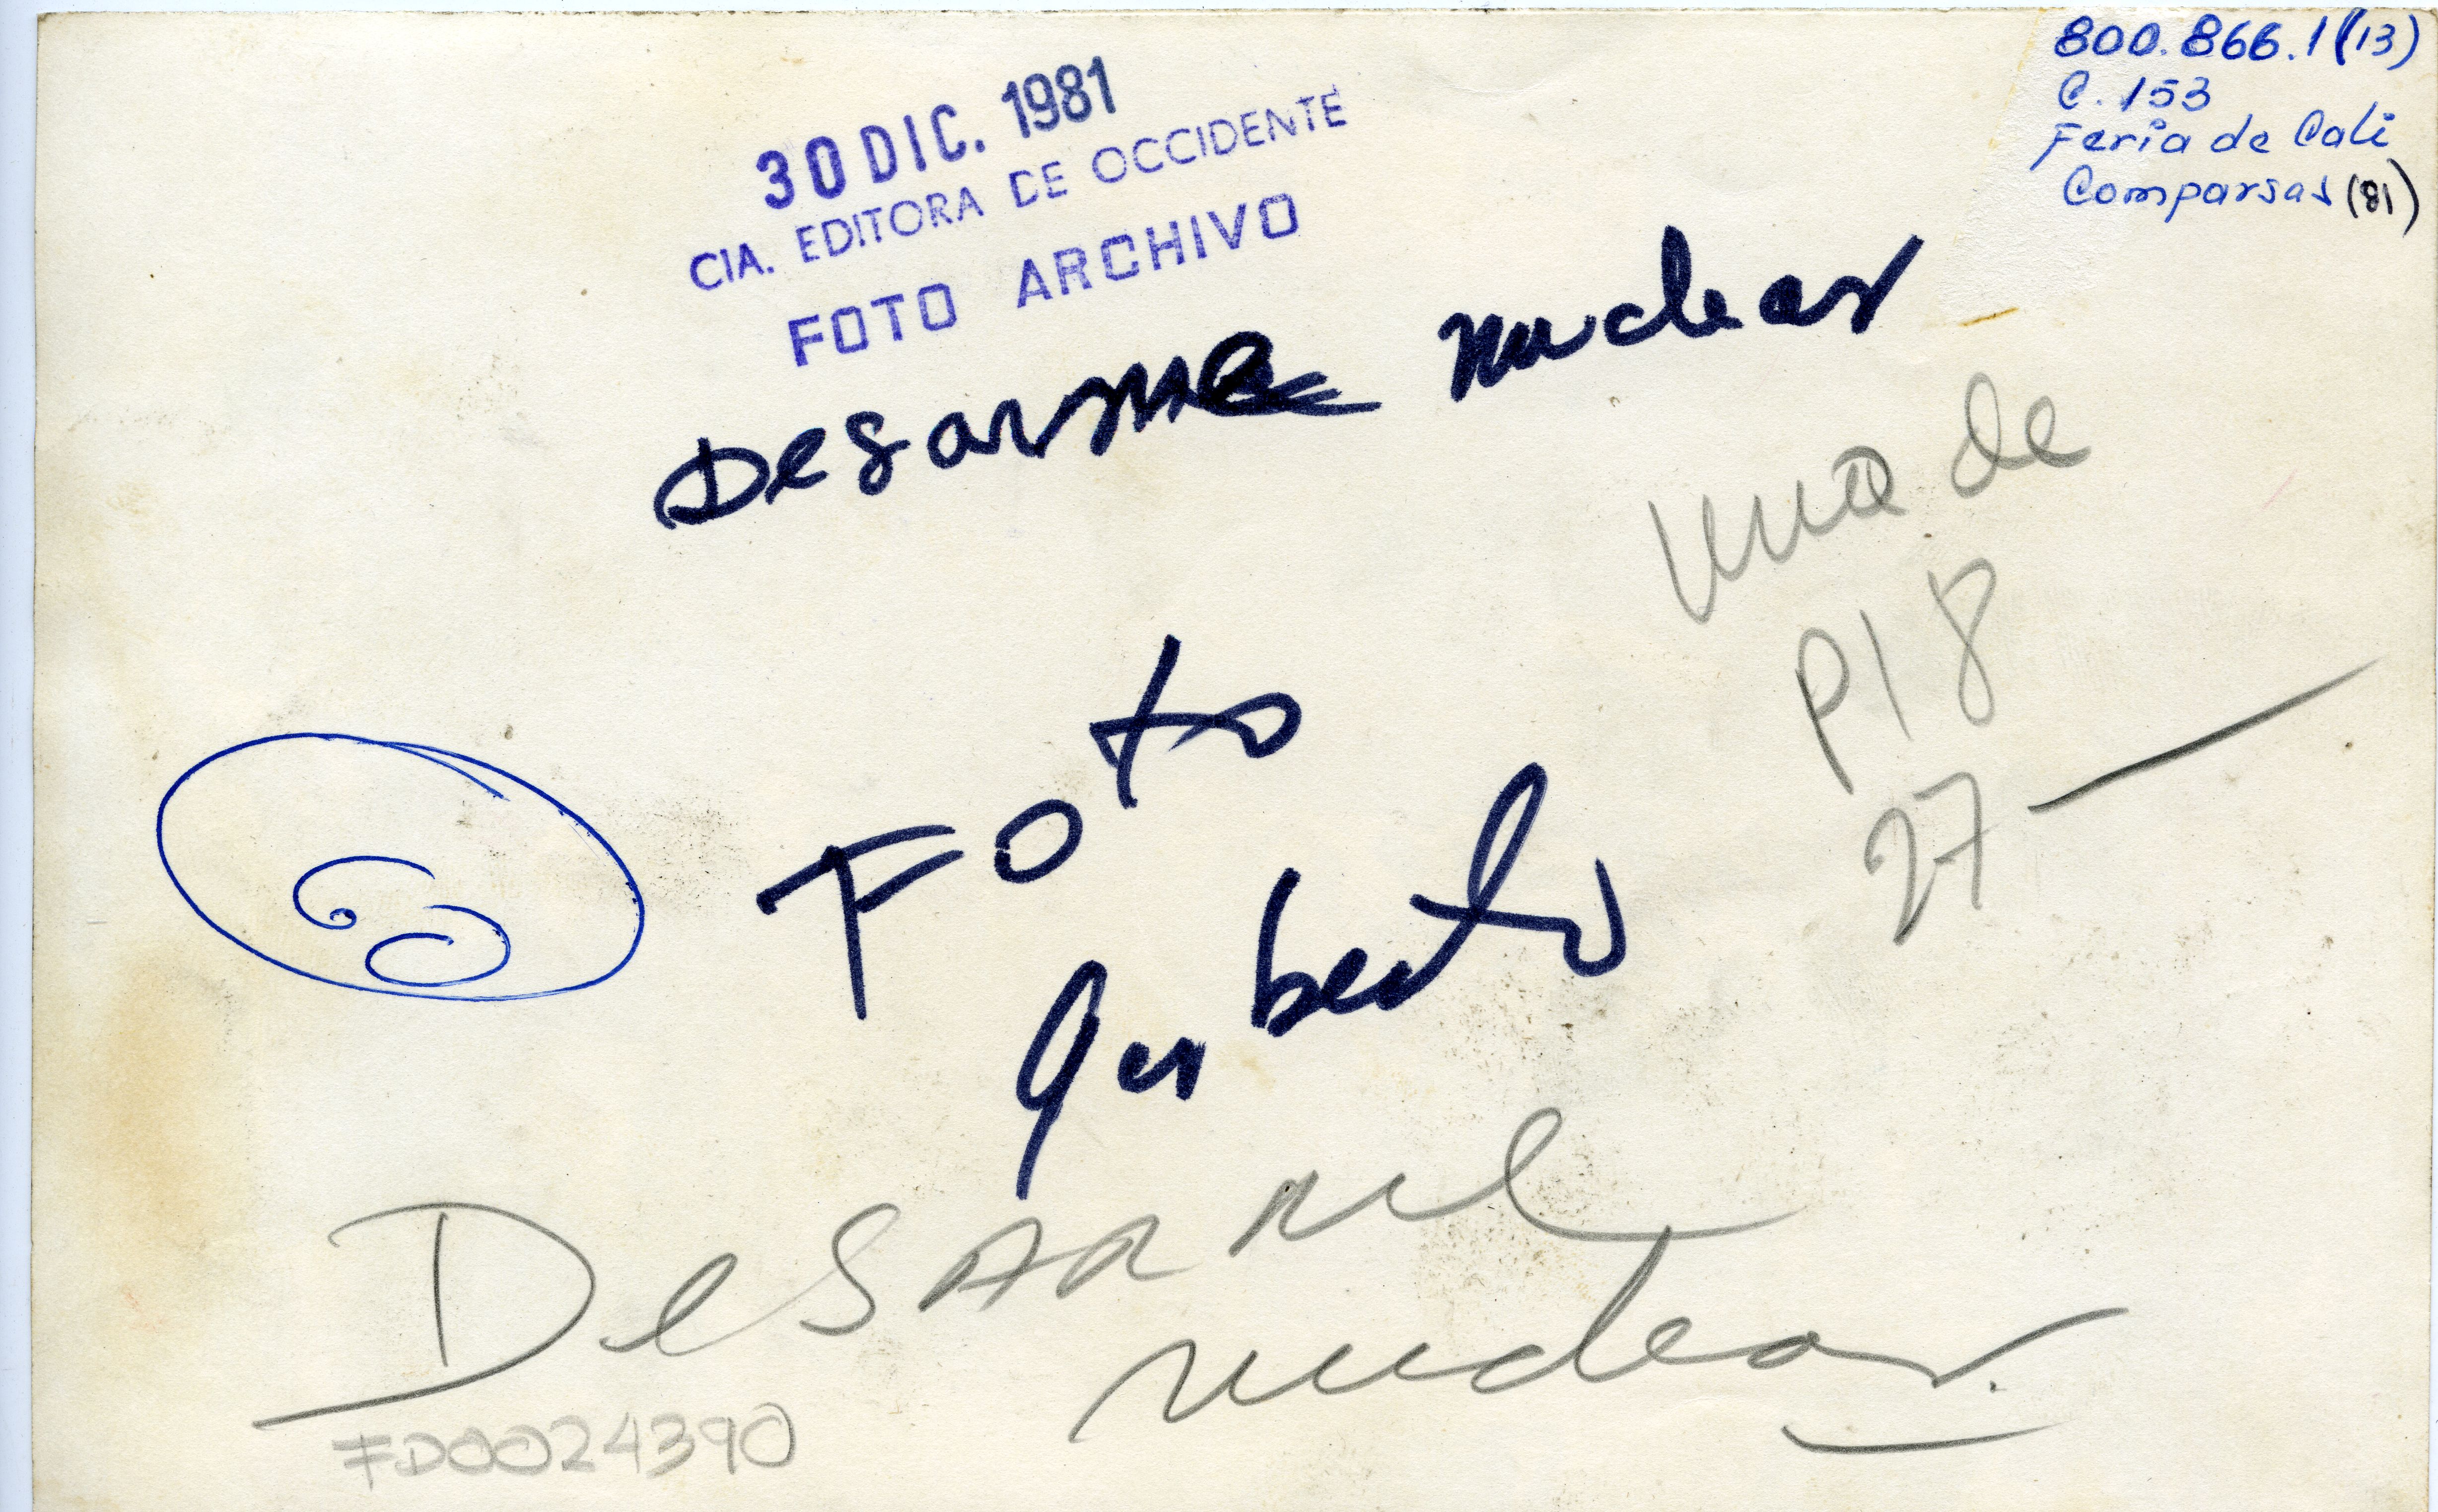 800.866.1(13)
C. 153
Feria de Cali
Comparsas (81)
30 DIC. 1981
CIA. EDITORA DE OCCIDENTE
FOTO ARCHIVO
Desarme nuclear
una de
P18
27
Foto
Desarme
nuclear
FD0024390